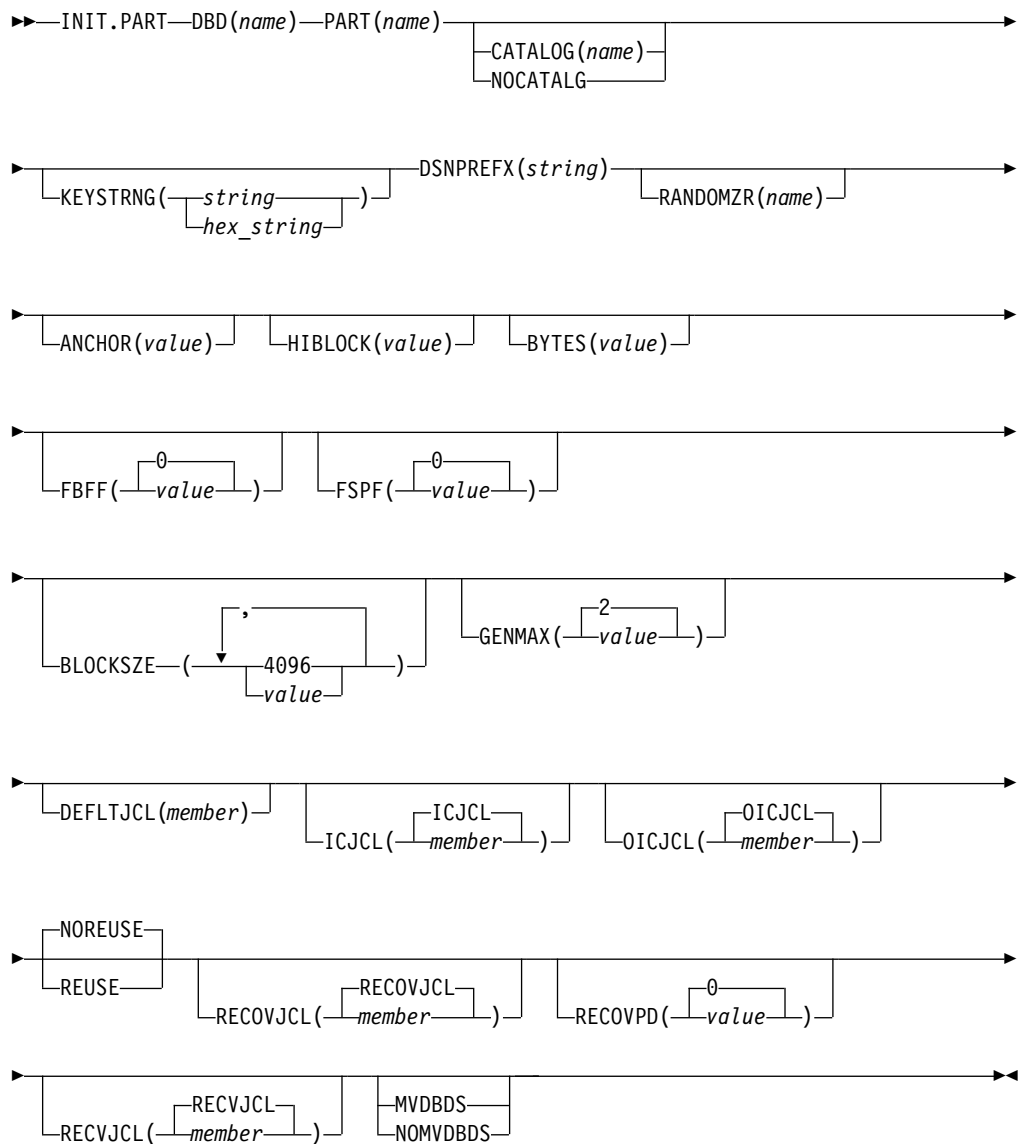 INIT.PART DBD(name) PART(name)
CATALOG(name)
NOCATALG
KEYSTRNG( string )
hex_string
DSNPREFX(string)
RANDOMZR(name)
ANCHOR(value) HIBLOCK(value) BYTES(value)
0
FBFF( value )
0
FSPF( value )
,
BLOCKSZE ( 4096 )
value
2
GENMAX( value )
DEFLTJCL(member)
ICJCL
ICJCL( member )
OICJCL
OICJCL( member )
NOREUSE
REUSE
RECOVJCL
RECOVJCL( member )
0
RECOVPD( value )
RECVJCL
RECVJCL( member )
MVDBDS
NOMVDBDS